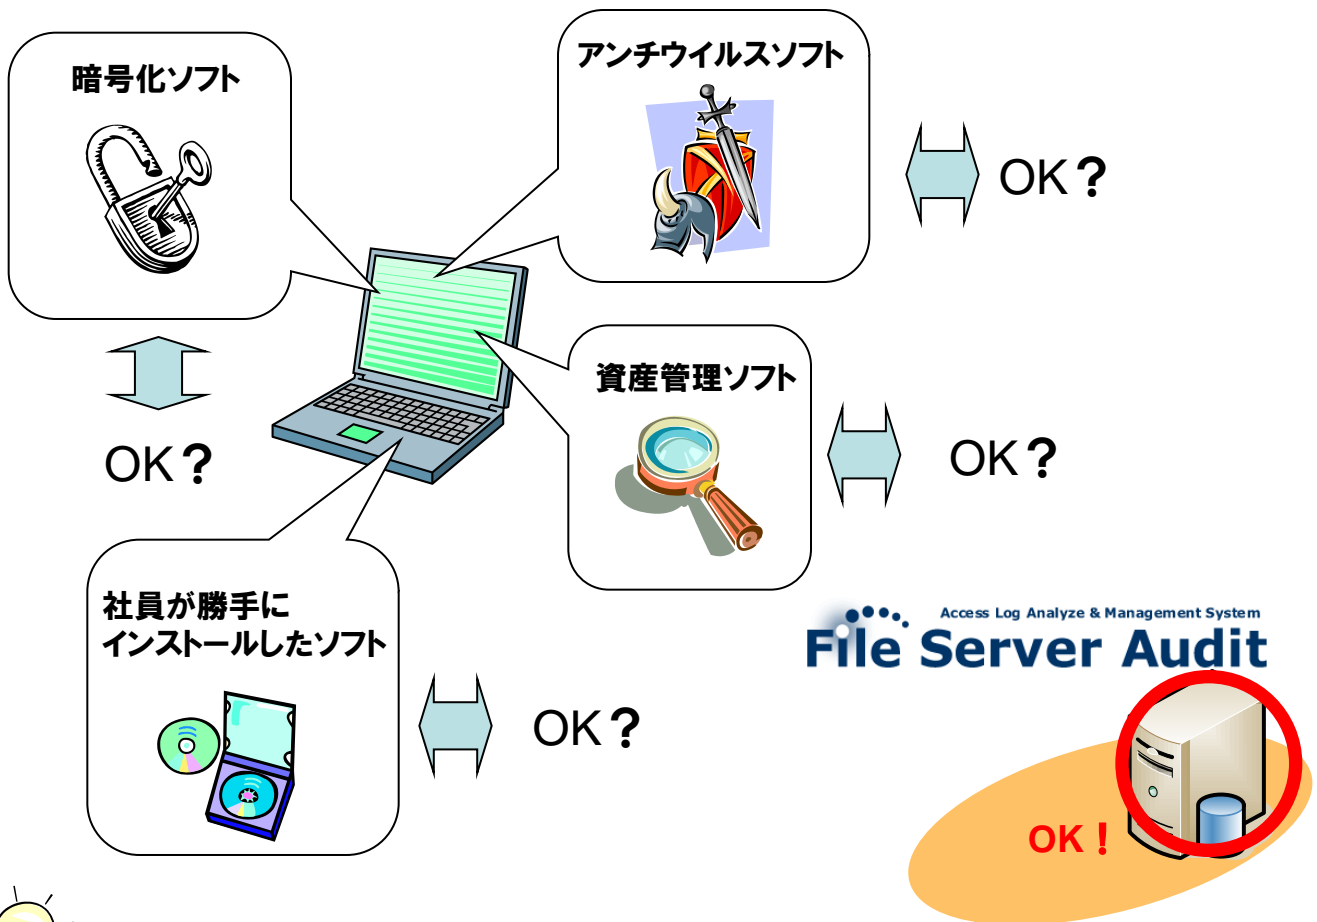 暗号化ソフト
アンチウイルスソフト
OK?
OK?
資産管理ソフト
OK?
社員が勝手に
インストールしたソフト
OK?
Access Log Analyze & Management System
File Server Audit
OK!